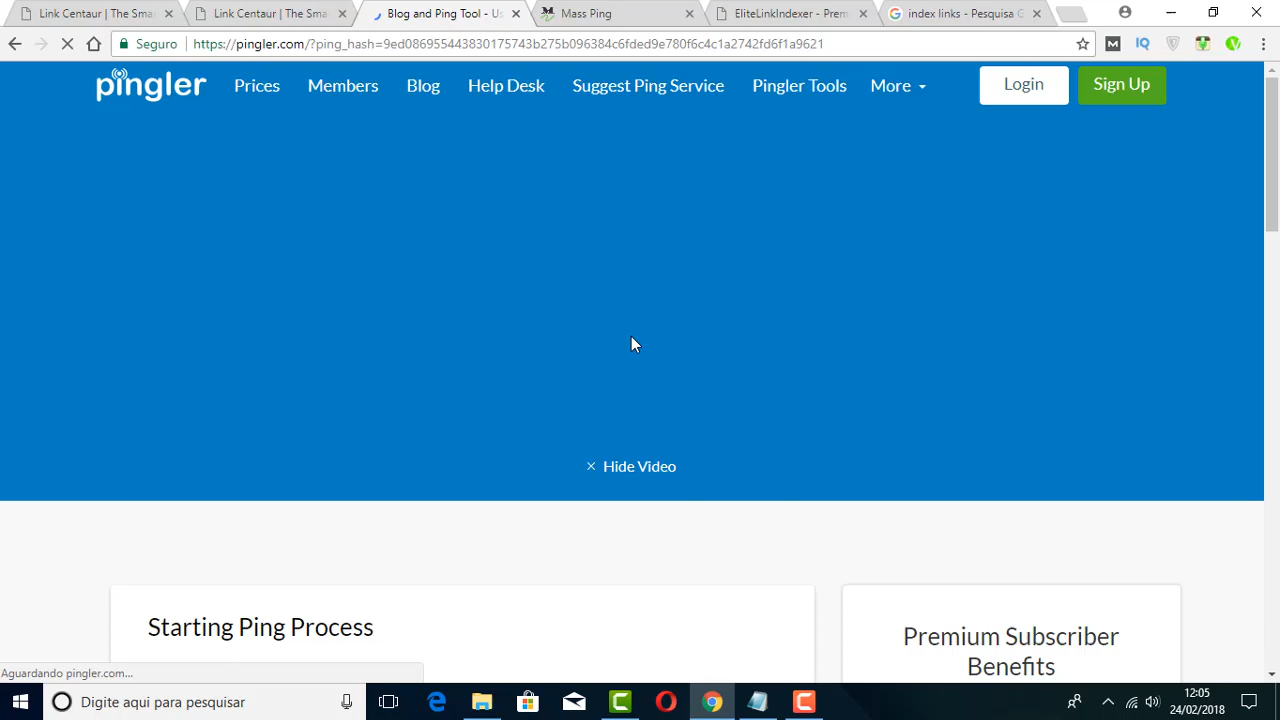 Link Centaur | The Sma
Link Centaur | The Sma
Blog and Ping Tool - Us
Mass Ping
EliteLinkIndexer - Prem
index links - Pesquisa G
Seguro
https://pingler.com/?ping_hash=9ed086955443830175743b275b096384c6fded9e780f6c4c1a2742fd6f1a9621
pingler
Prices
Members
Blog
Help Desk
Suggest Ping Service
Pingler Tools
More
Login
Sign Up
× Hide Video
Starting Ping Process
Premium Subscriber
Benefits
Aguardando pingler.com...
Digite aqui para pesquisar
12:05
24/02/2018